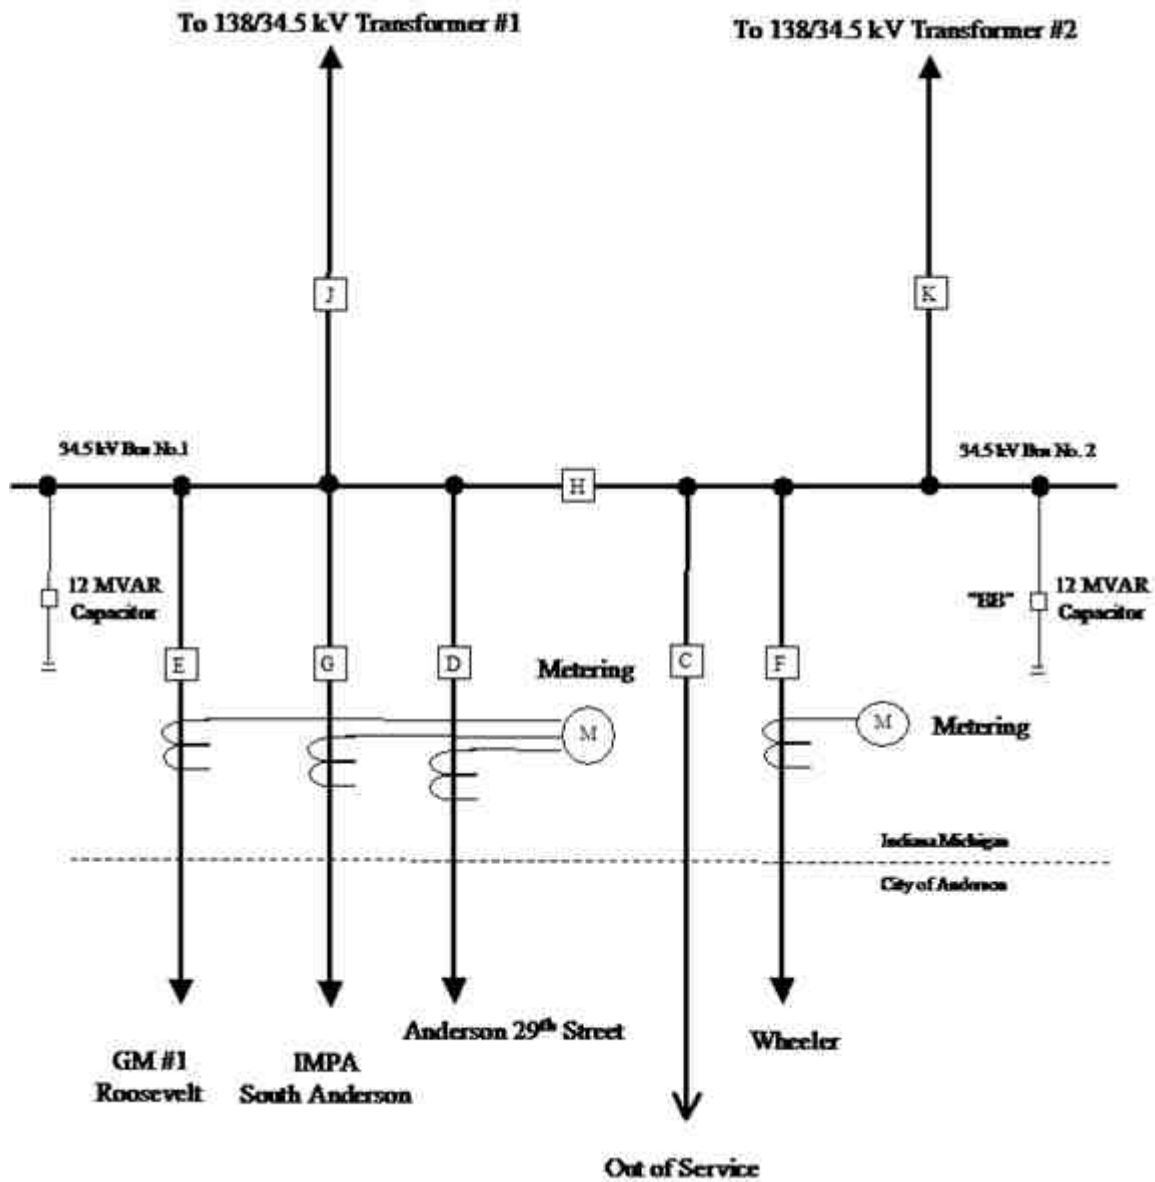 To 138/34.5 kV Transformer #1
To 138/34.5 kV Transformer #2
J
K
34.5 kV Bus No.1
34.5 kV Bus No. 2
H
12 MVAR
Capacitor
"BB"
12 MVAR
Capacitor
E
G
D
Metering
C
F
M
M
Metering
Indiana Michigan
City of Anderson
Anderson 29th Street
Wheeler
GM #1
Roosevelt
IMPA
South Anderson
Out of Service